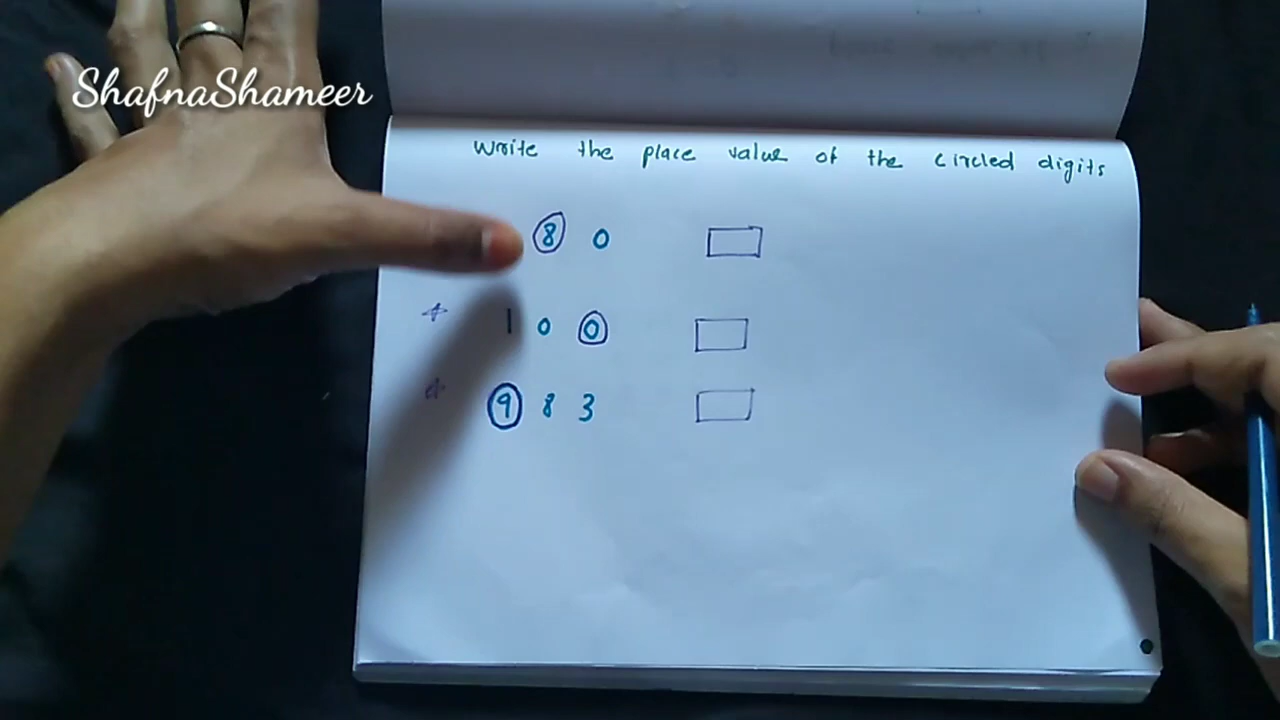 ShafnaShameer
Write the place value of the circled digits
8 0
1 0 0
9 8 3